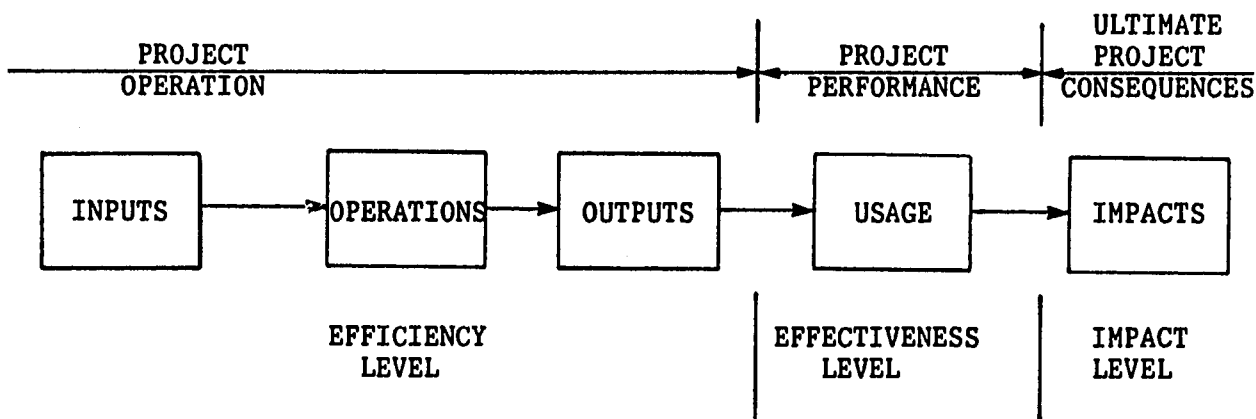 PROJECT
OPERATION
PROJECT
PERFORMANCE
ULTIMATE
PROJECT
CONSEQUENCES
INPUTS
OPERATIONS
OUTPUTS
USAGE
IMPACTS
EFFICIENCY
LEVEL
EFFECTIVENESS
LEVEL
IMPACT
LEVEL